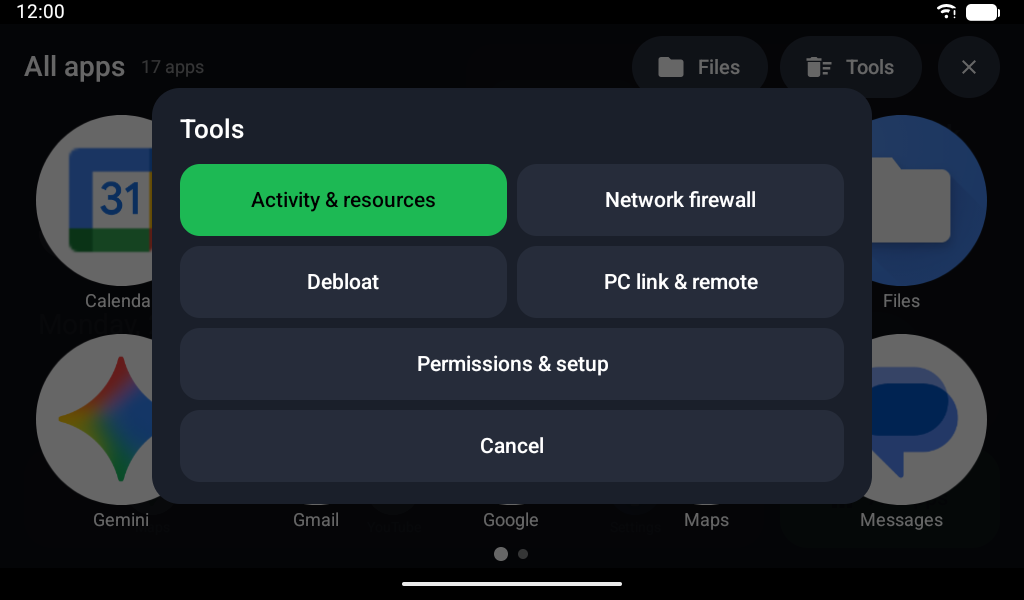 12:00
All apps 17 apps Files Tools
Tools
Activity & resources Network firewall
31
Debloat PC link & remote
Calenda Files
Monday
Permissions & setup
Cancel
Gemini Gmail Google Maps Messages